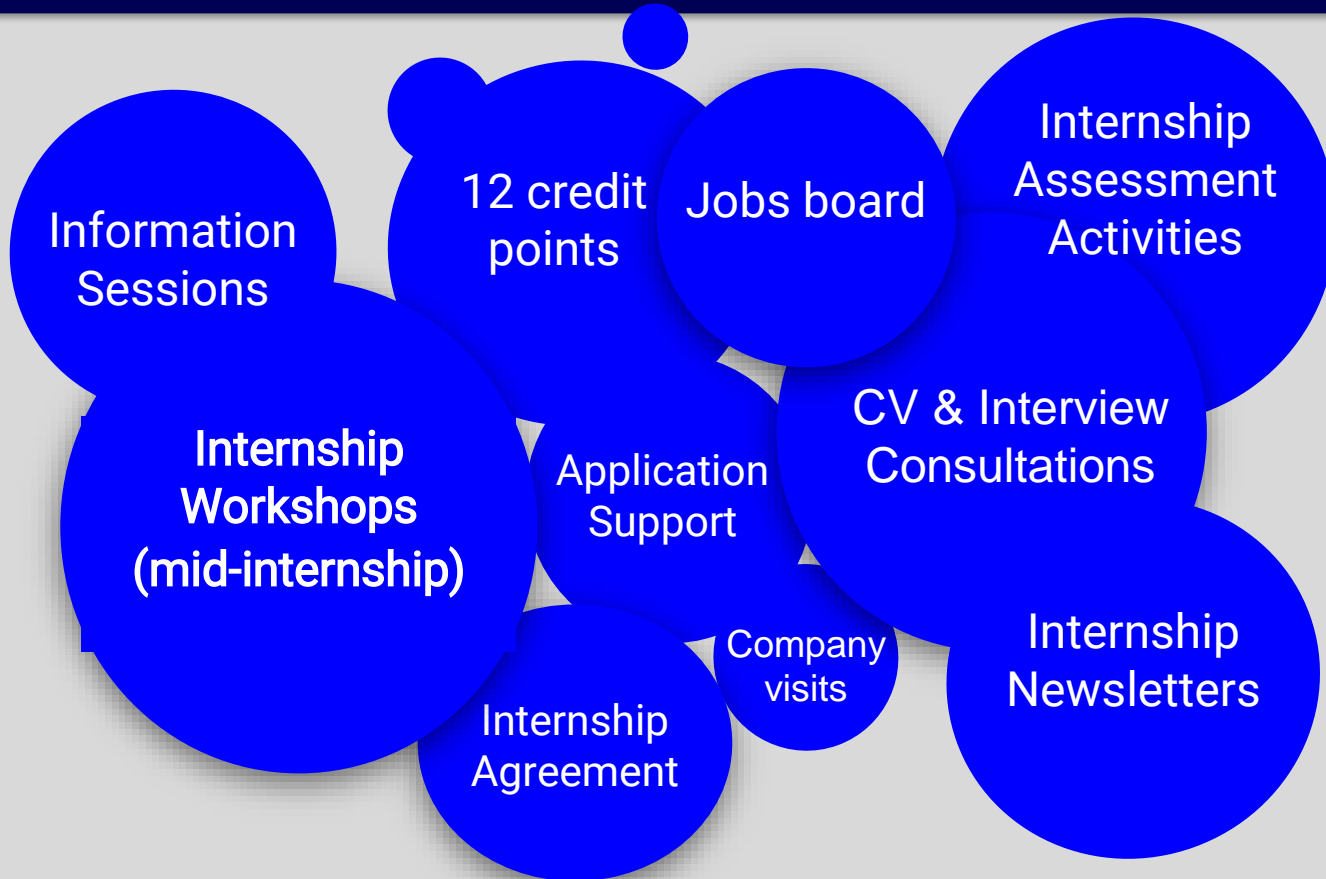 Information
Sessions
12 credit
points
Jobs board
Internship
Assessment
Activities
Internship
Workshops
(mid-internship)
Application
Support
CV & Interview
Consultations
Company
visits
Internship
Agreement
Internship
Newsletters